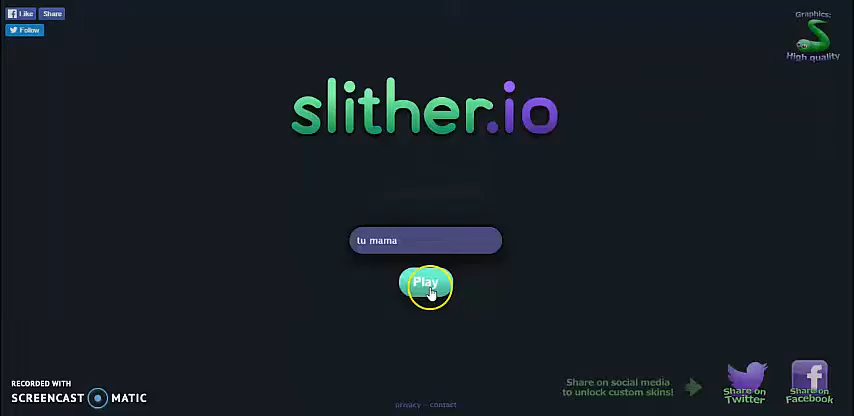 Like
Share
Follow
Graphics:
High quality
slither.io
tu mama
Play
Share on social media
to unlock custom skins!
Share on
Twitter
Share on
Facebook
RECORDED WITH
SCREENCAST MATIC
privacy - contact